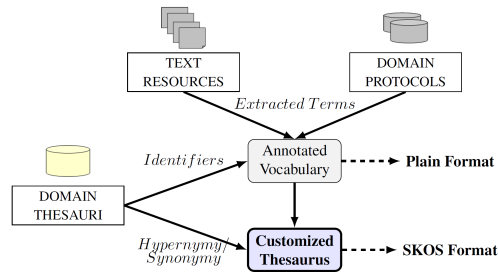 TEXT
RESOURCES
DOMAIN
PROTOCOLS
Extracted Terms
Identifiers
Annotated
Vocabulary
Plain Format
DOMAIN
THESAURI
Hypernymy/
Synonymy
Customized
Thesaurus
SKOS Format